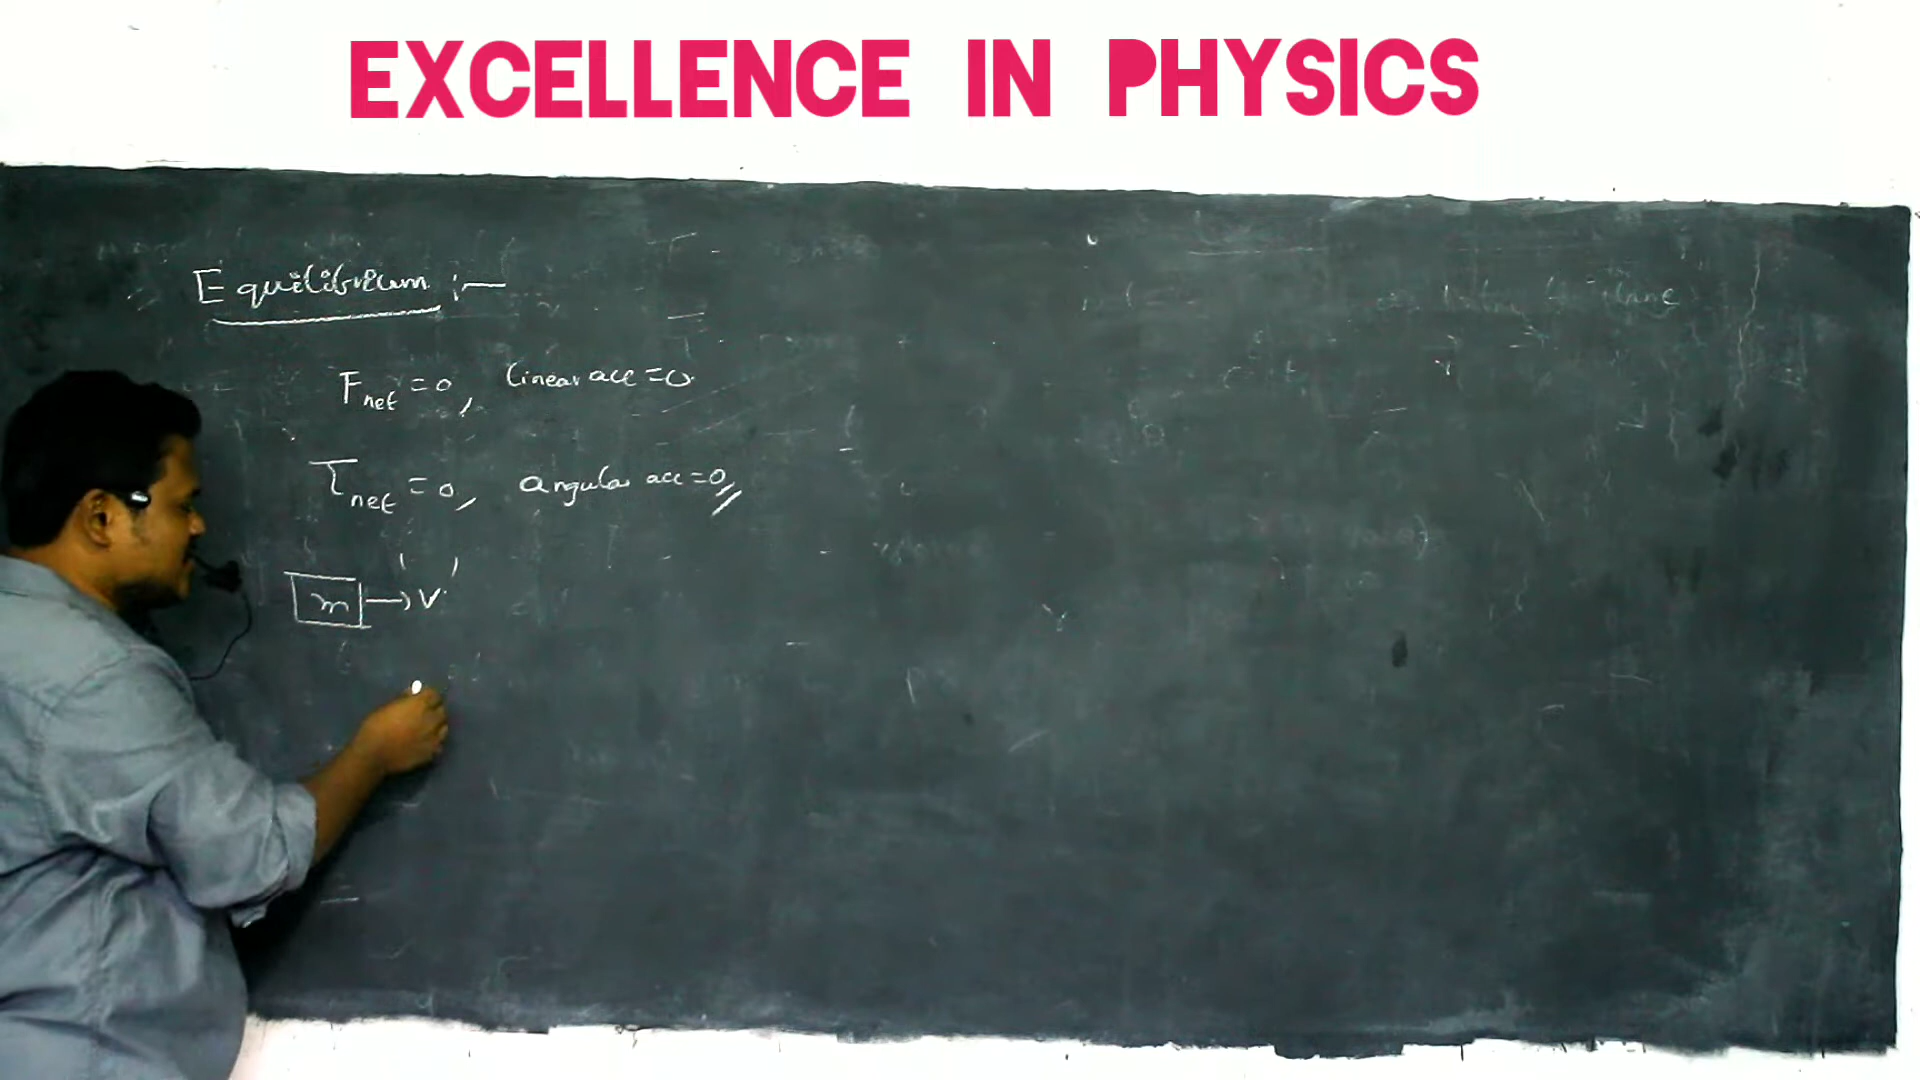 EXCELLENCE IN PHYSICS
Equilibrium :-
Fnet = 0, linear acc = 0.
τnet = 0, angular acc = 0//
m → v